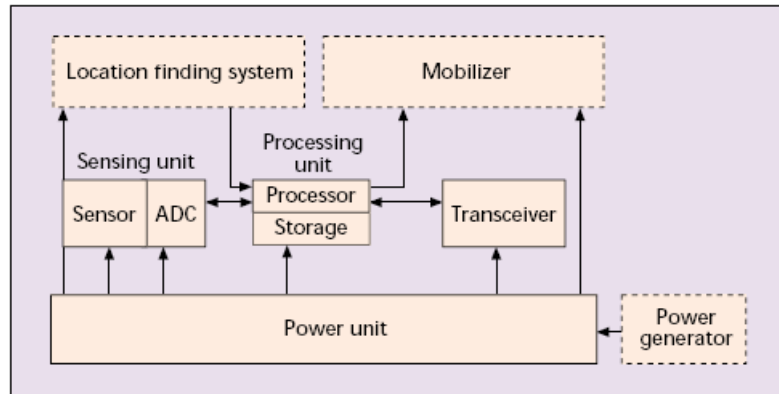 Location finding system
Mobilizer
Sensing unit
Processing
unit
Sensor
ADC
Processor
Storage
Transceiver
Power unit
Power
generator